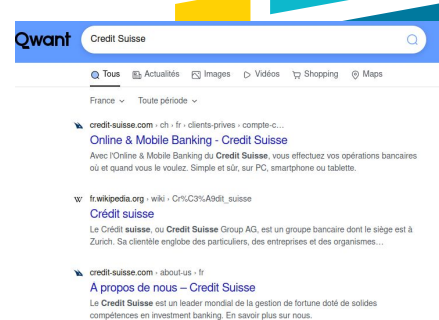 Qwant
Credit Suisse
Tous Actualités Images Vidéos Shopping Maps
France Toute période
credit-suisse.com › ch › fr › clients-prives › compte-c...
Online & Mobile Banking - Credit Suisse
Avec l'Online & Mobile Banking du Credit Suisse, vous effectuez vos opérations bancaires
où et quand vous le voulez. Simple et sûr, sur PC, smartphone ou tablette.
W fr.wikipedia.org › wiki › Cr%C3%A9dit_suisse
Crédit suisse
Le Crédit suisse, ou Credit Suisse Group AG, est un groupe bancaire dont le siège est à
Zurich. Sa clientèle englobe des particuliers, des entreprises et des organismes...
credit-suisse.com › about-us › fr
A propos de nous – Credit Suisse
Le Credit Suisse est un leader mondial de la gestion de fortune doté de solides
compétences en investment banking. En savoir plus sur nous.